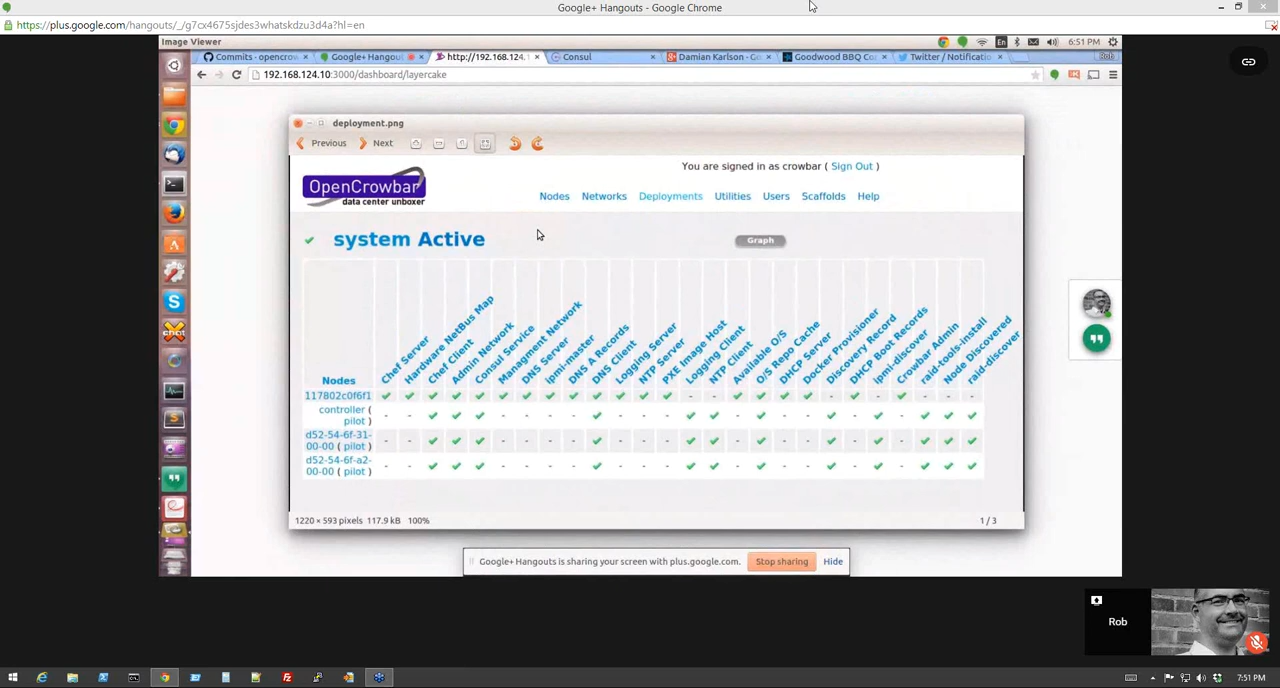 Google+ Hangouts - Google Chrome
https://plus.google.com/hangouts/_/g7cx4675sjdes3whatskdzu3d4a?hl=en
Image Viewer
En
6:51 PM
Commits · opencrow
Google+ Hangou
http://192.168.124.1
Consul
Damian Karlson - G
Goodwood BBQ Co
Twitter / Notificatio
Rob
192.168.124.10:3000/dashboard/layercake
deployment.png
Previous
Next
You are signed in as crowbar ( Sign Out )
OpenCrowbar
data center unboxer
Nodes Networks Deployments Utilities Users Scaffolds Help
system Active
Graph
Nodes
Chef Server
Hardware NetBus Map
Chef Client
Admin Network
Consul Service
Managment Network
DNS Server
ipmi-master
DNS A Records
DNS Client
Logging Server
NTP Server
PXE Image Host
Logging Client
NTP Client
Available O/S
O/S Repo Cache
DHCP Server
Docker Provisioner
Discovery Record
DHCP Boot Records
ipmi-discover
Crowbar Admin
raid-tools-install
Node Discovered
raid-discover
117802c0f6f1
controller (
pilot )
d52-54-6f-31-
00-00 ( pilot )
d52-54-6f-a2-
00-00 ( pilot )
1220 × 593 pixels 117.9 kB 100%
1 / 3
Google+ Hangouts is sharing your screen with plus.google.com.
Stop sharing
Hide
Rob
7:51 PM